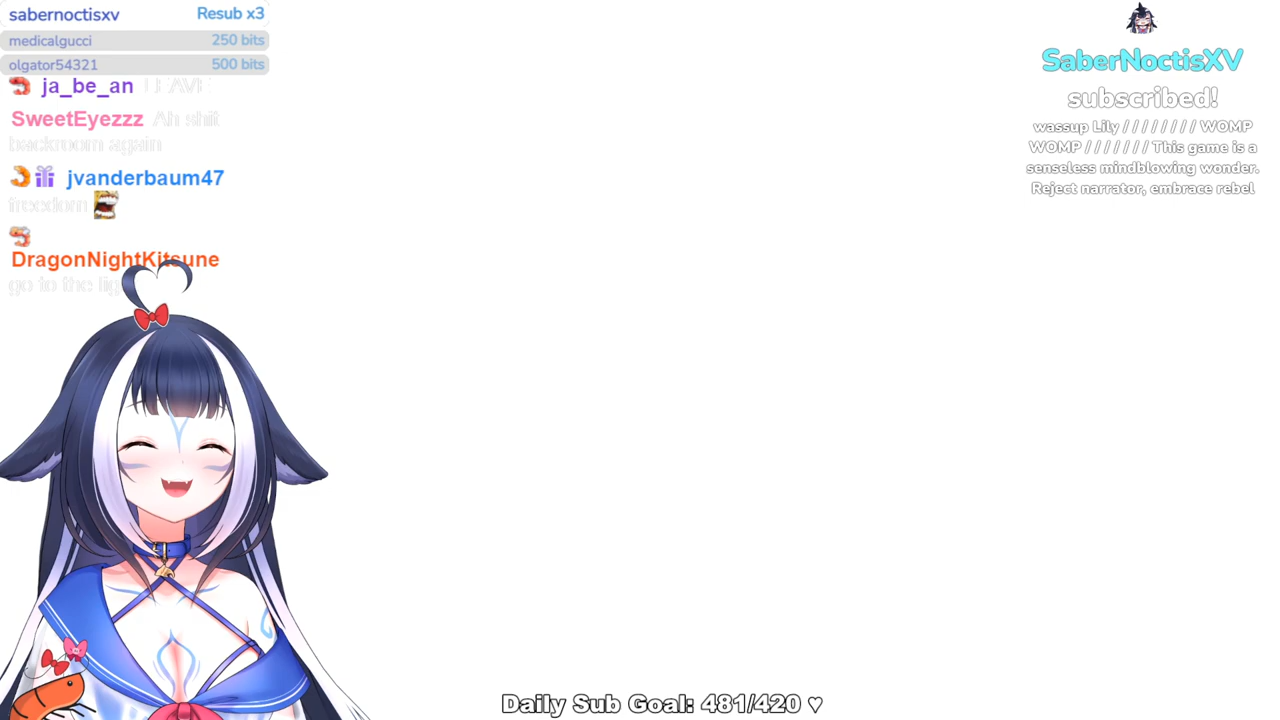 sabernoctisxv Resub x3
medicalgucci 250 bits
olgator54321 500 bits
ja_be_an LEAVE
SweetEyezzz Ah shit
backroom again
jvanderbaum47
freedom
DragonNightKitsune
go to the
SaberNoctisXV
subscribed!
wassup Lily / / / / / / / / WOMP
WOMP / / / / / / / This game is a
senseless mindblowing wonder.
Reject narrator, embrace rebel
Daily Sub Goal: 481/420 ♥